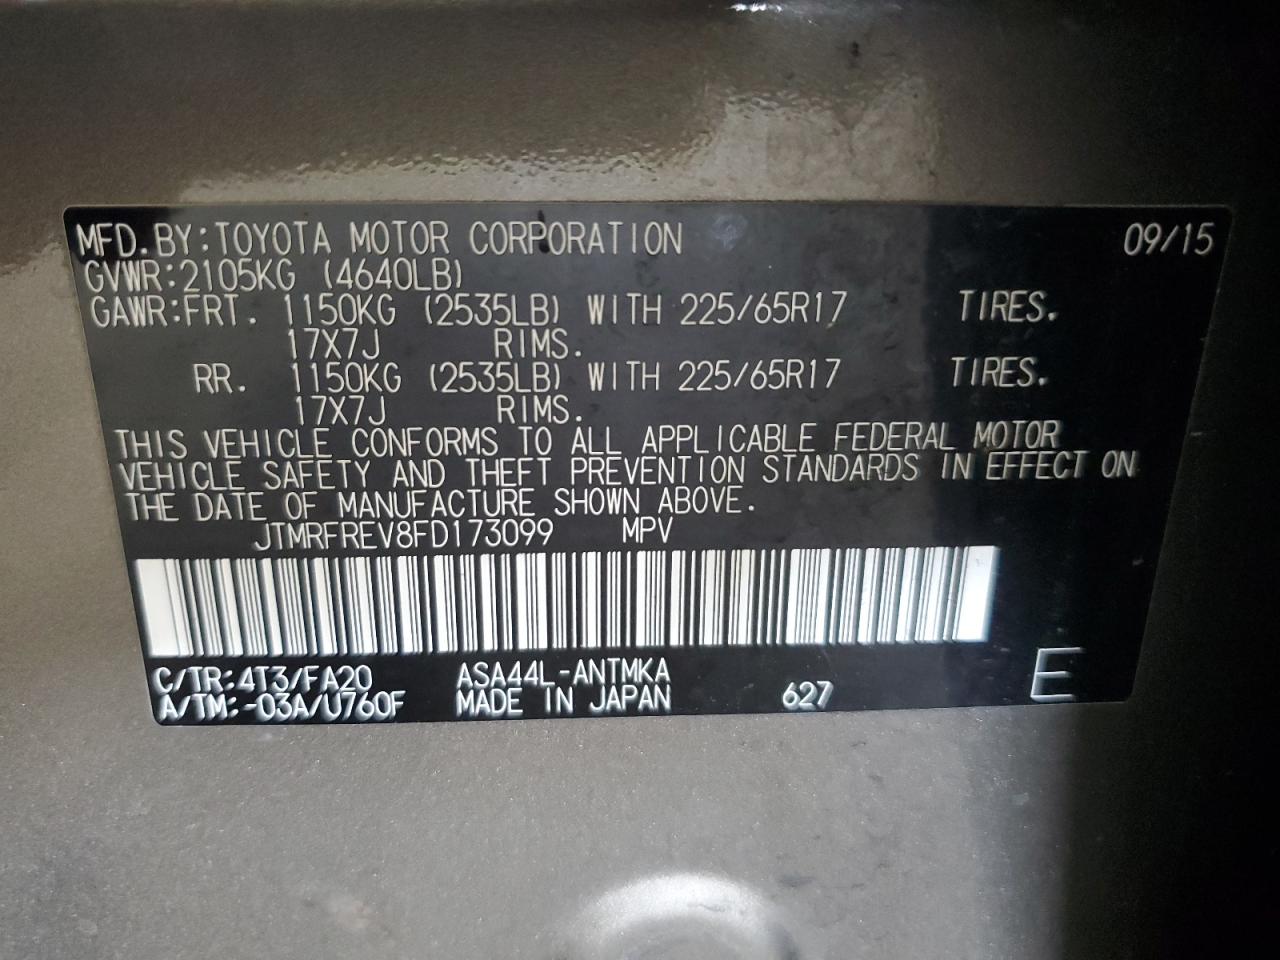 MFD.BY:TOYOTA MOTOR CORPORATION 09/15
GVWR:2105KG (4640LB)
GAWR:FRT. 1150KG (2535LB) WITH 225/65R17 TIRES.
17X7J RIMS.
RR. 1150KG (2535LB) WITH 225/65R17 TIRES.
17X7J RIMS.
THIS VEHICLE CONFORMS TO ALL APPLICABLE FEDERAL MOTOR
VEHICLE SAFETY AND THEFT PREVENTION STANDARDS IN EFFECT ON
THE DATE OF MANUFACTURE SHOWN ABOVE.
JTMRFREV8FD173099 MPV
C/TR:4T3/FA20 ASA44L-ANTMKA
A/TM:-03A/U760F MADE IN JAPAN 627 E